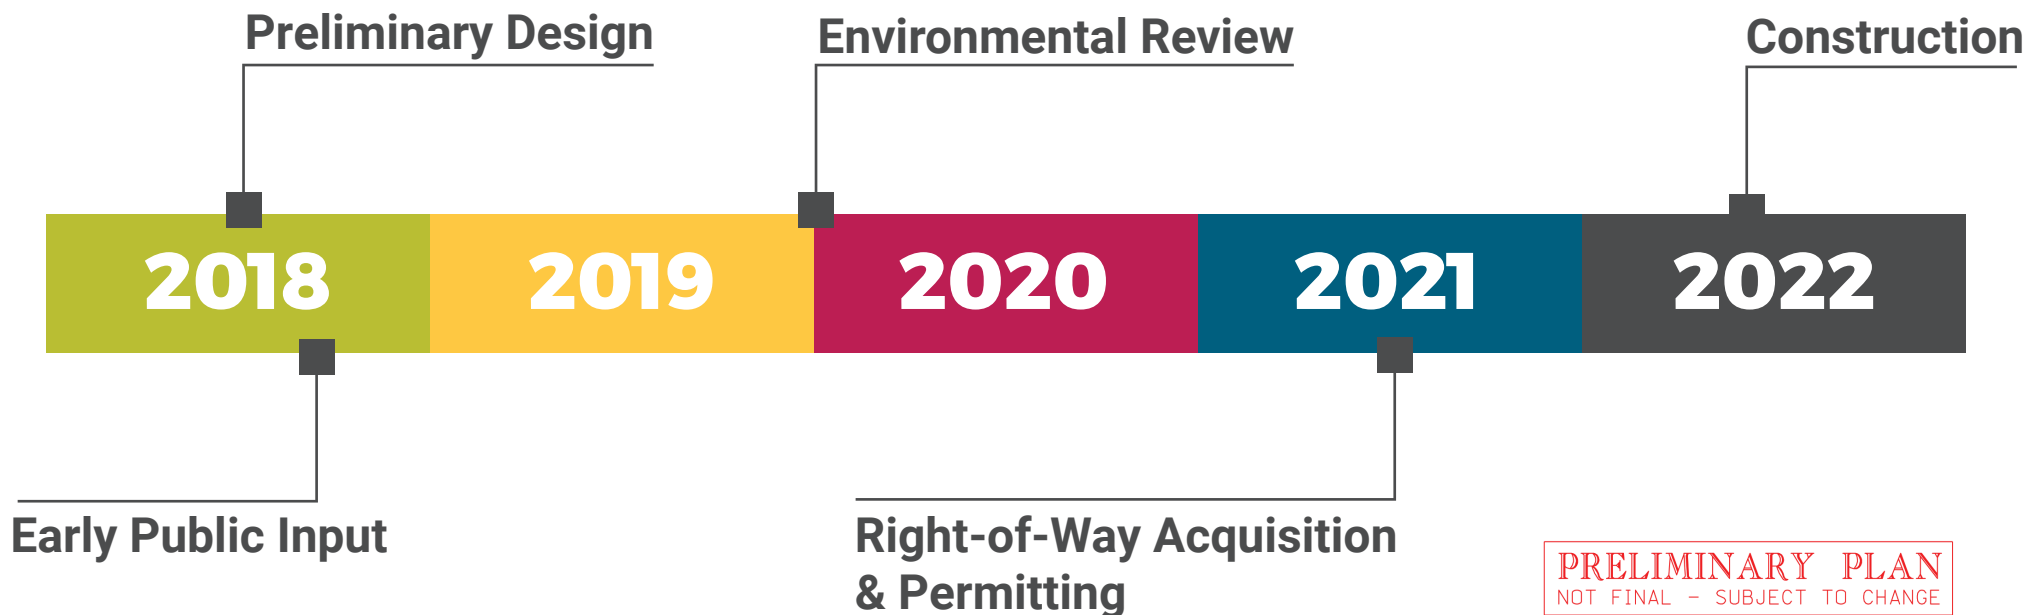 Preliminary Design
Environmental Review
Construction
2018
2019
2020
2021
2022
Early Public Input
Right-of-Way Acquisition
& Permitting
PRELIMINARY PLAN
NOT FINAL - SUBJECT TO CHANGE